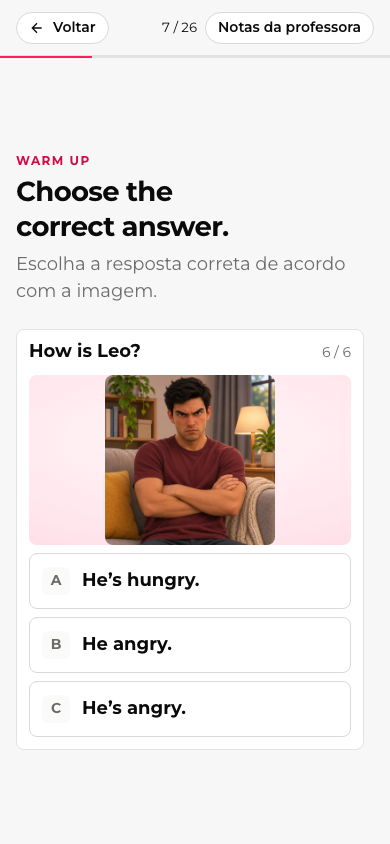 Voltar
7 / 26
Notas da professora
WARM UP
Choose the
correct answer.
Escolha a resposta correta de acordo
com a imagem.
How is Leo?
6 / 6
A He’s hungry.
B He angry.
C He’s angry.